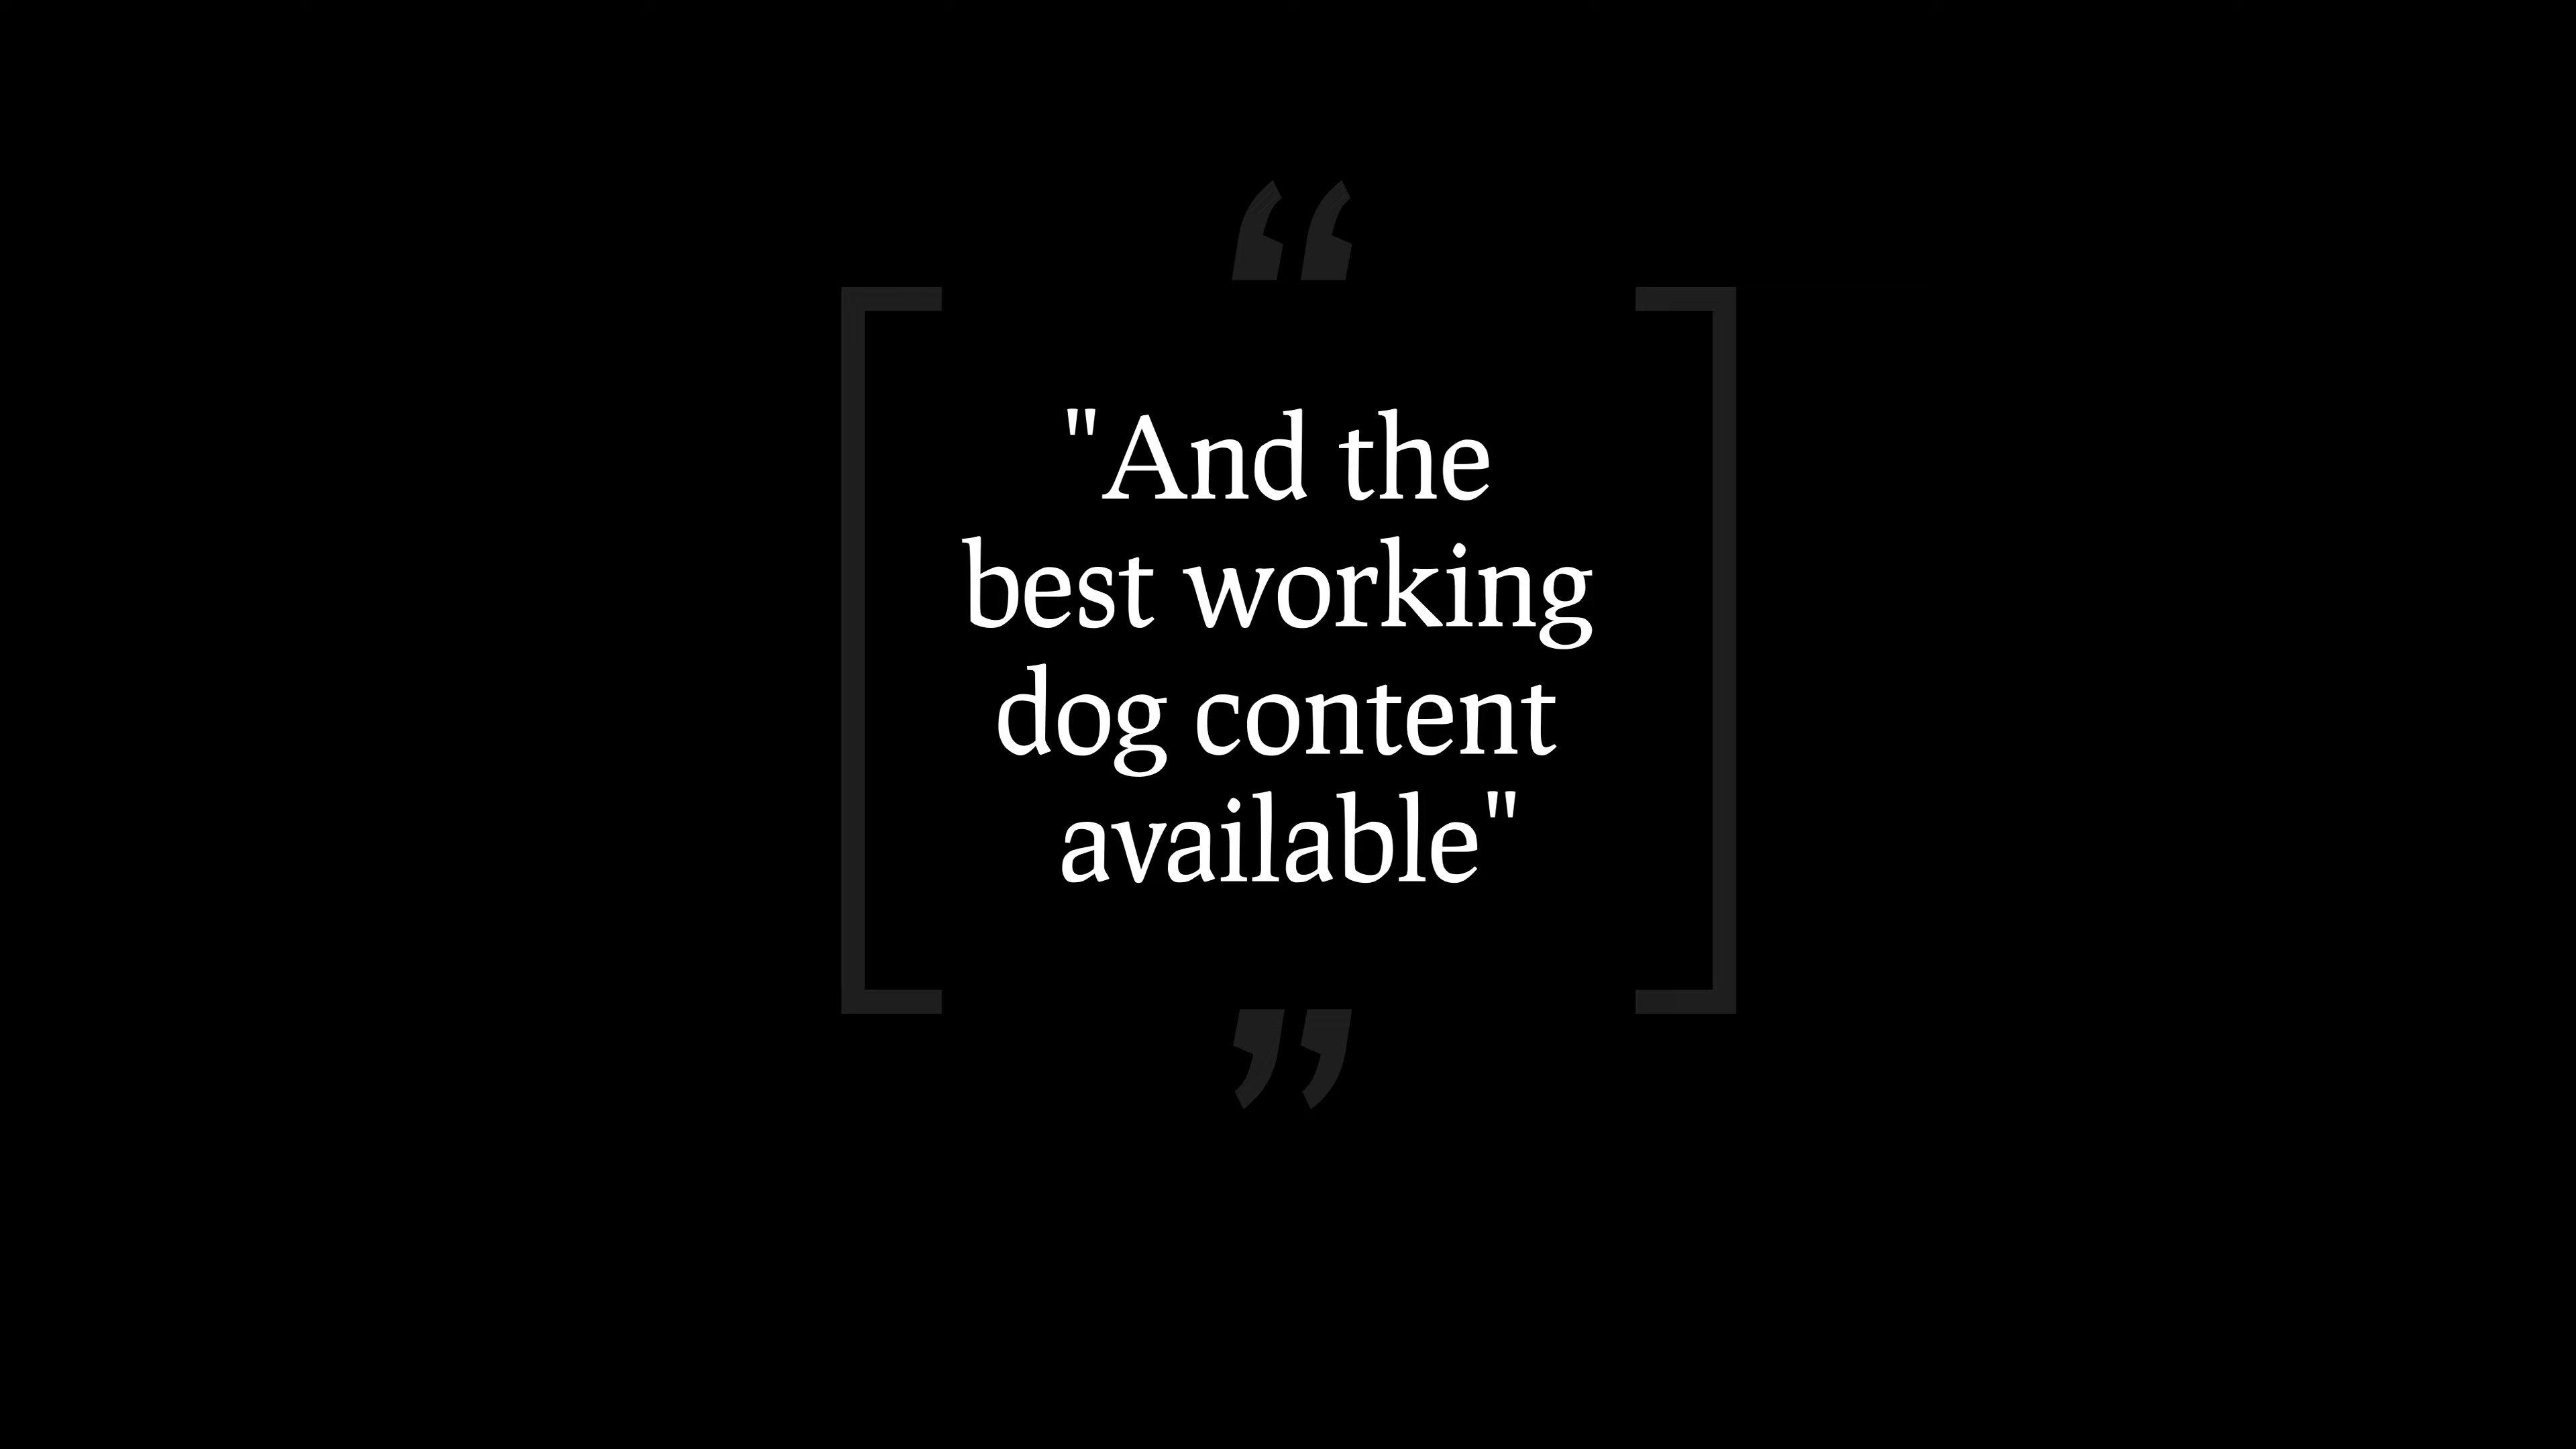 “
"And the
best working
dog content
available"
”